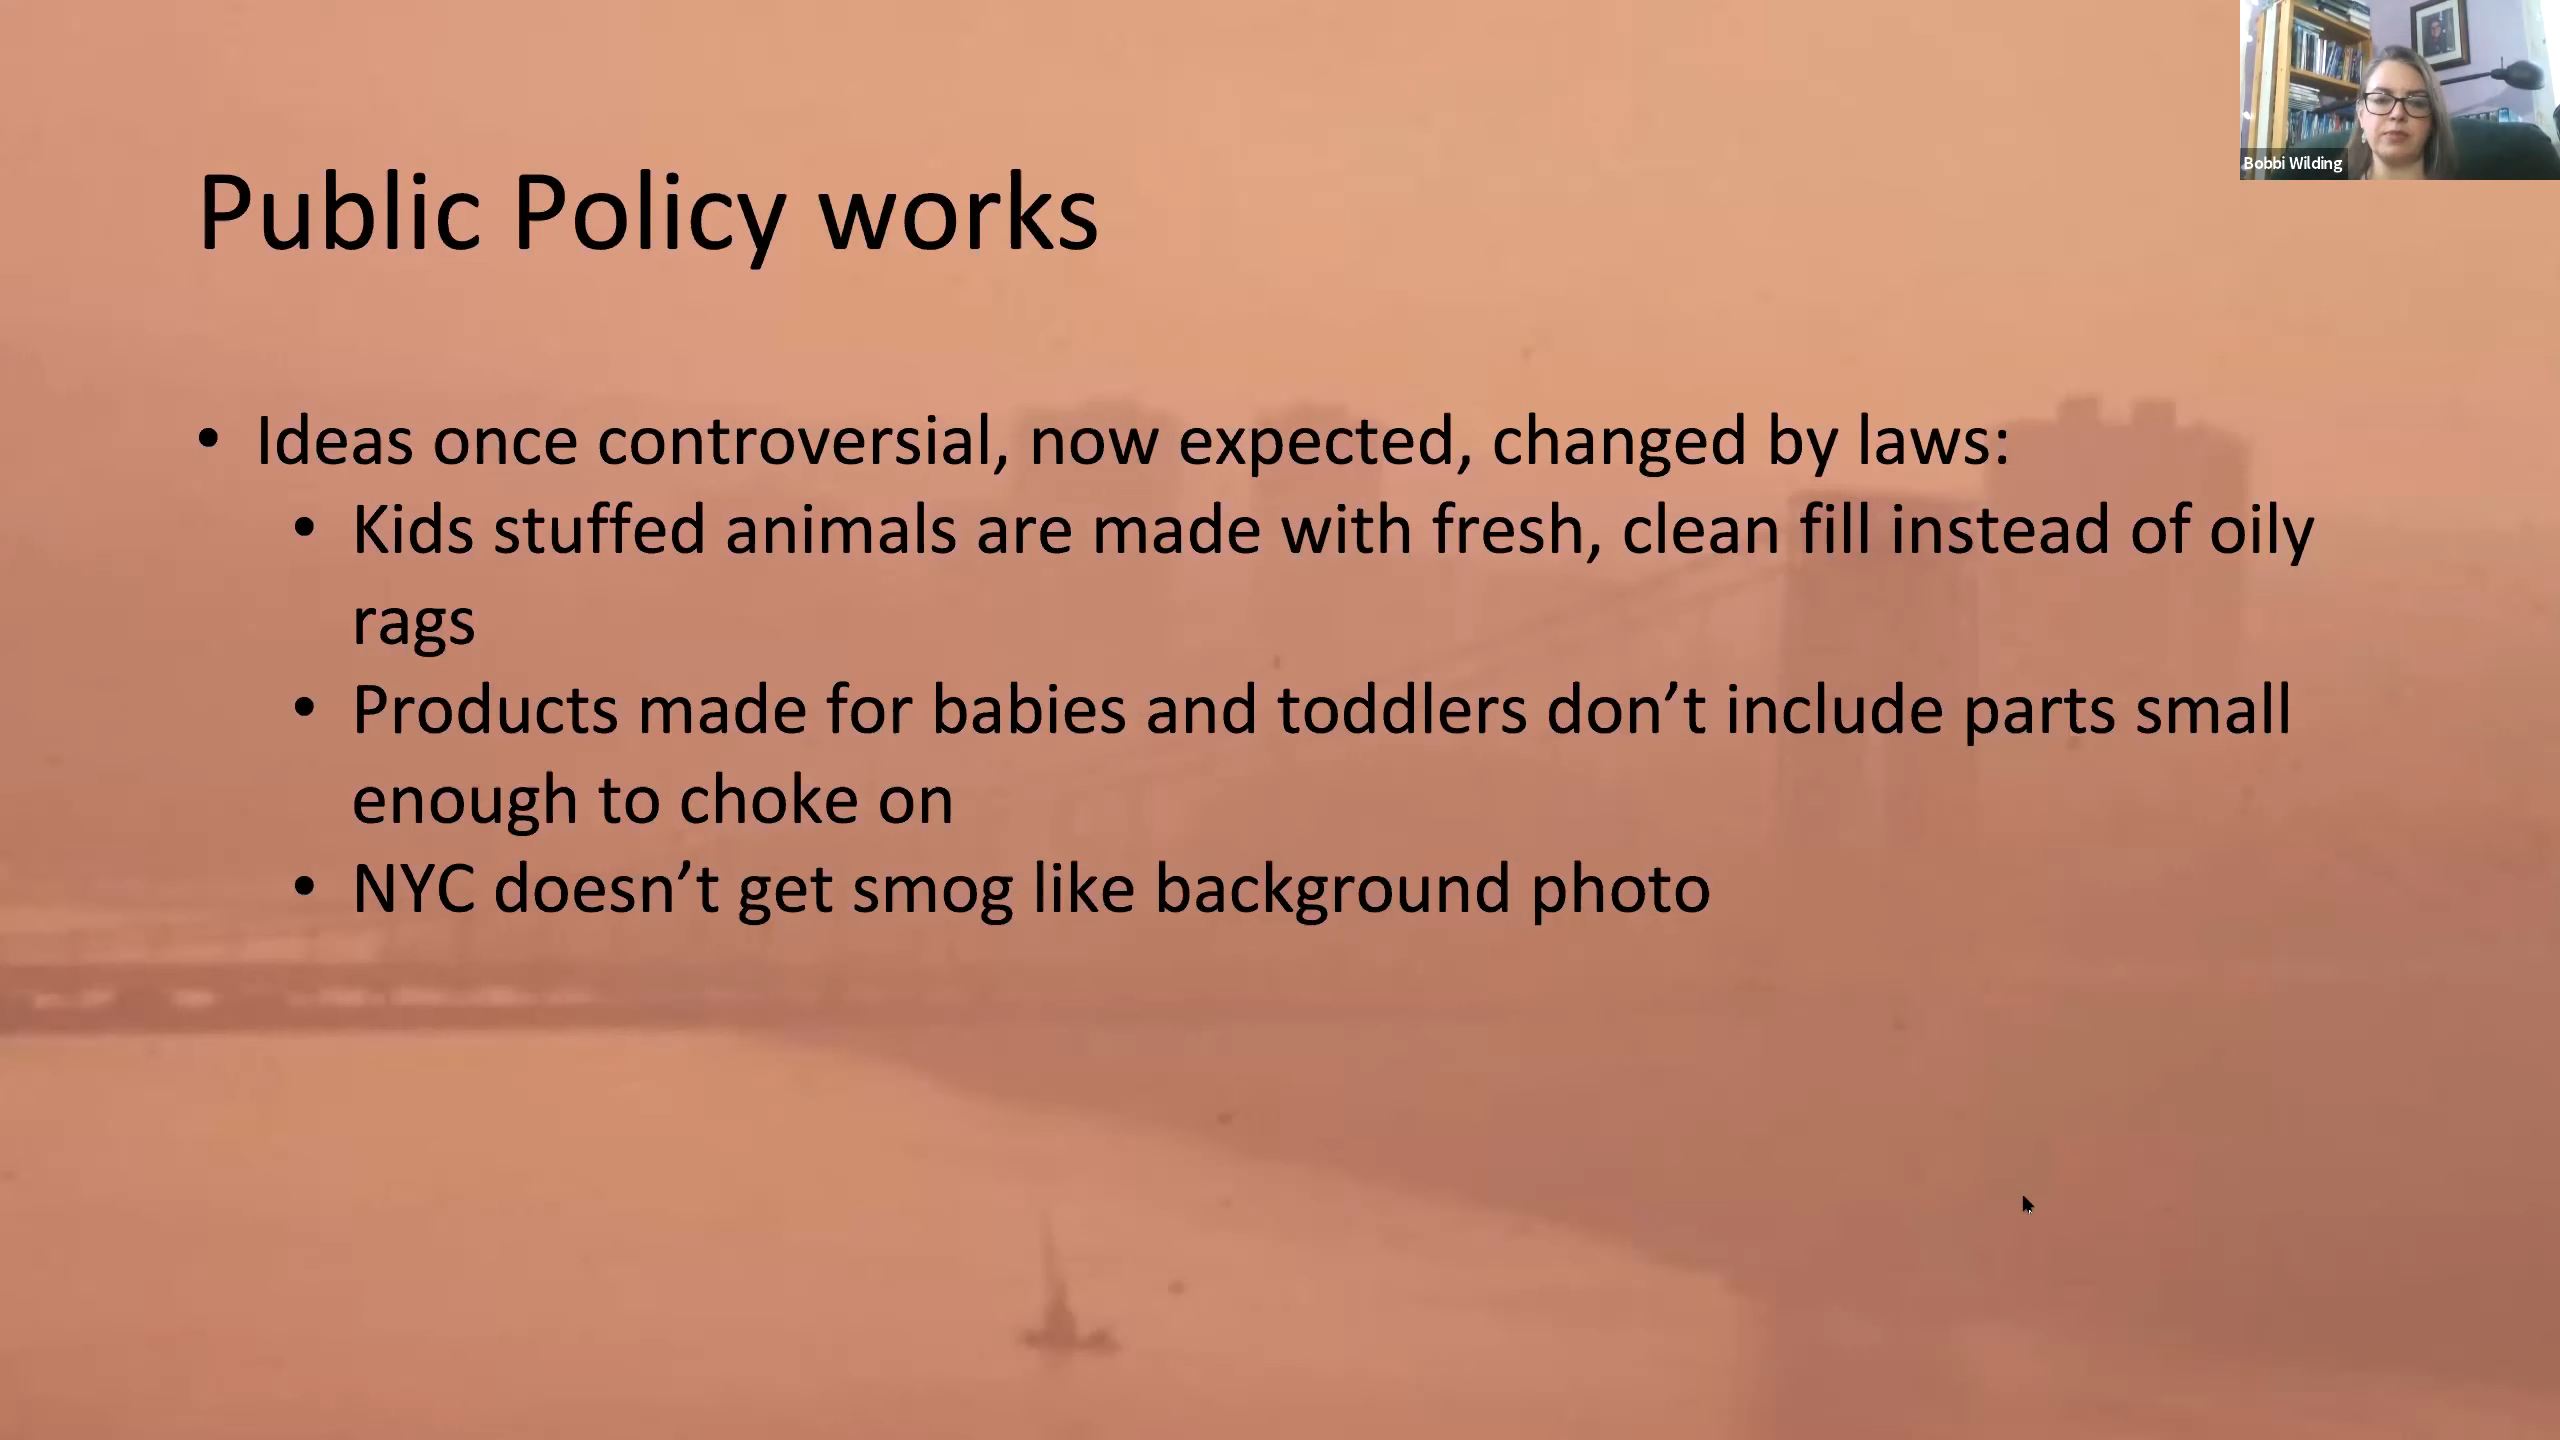 Bobbi Wilding
Public Policy works
• Ideas once controversial, now expected, changed by laws:
• Kids stuffed animals are made with fresh, clean fill instead of oily
rags
• Products made for babies and toddlers don’t include parts small
enough to choke on
• NYC doesn’t get smog like background photo